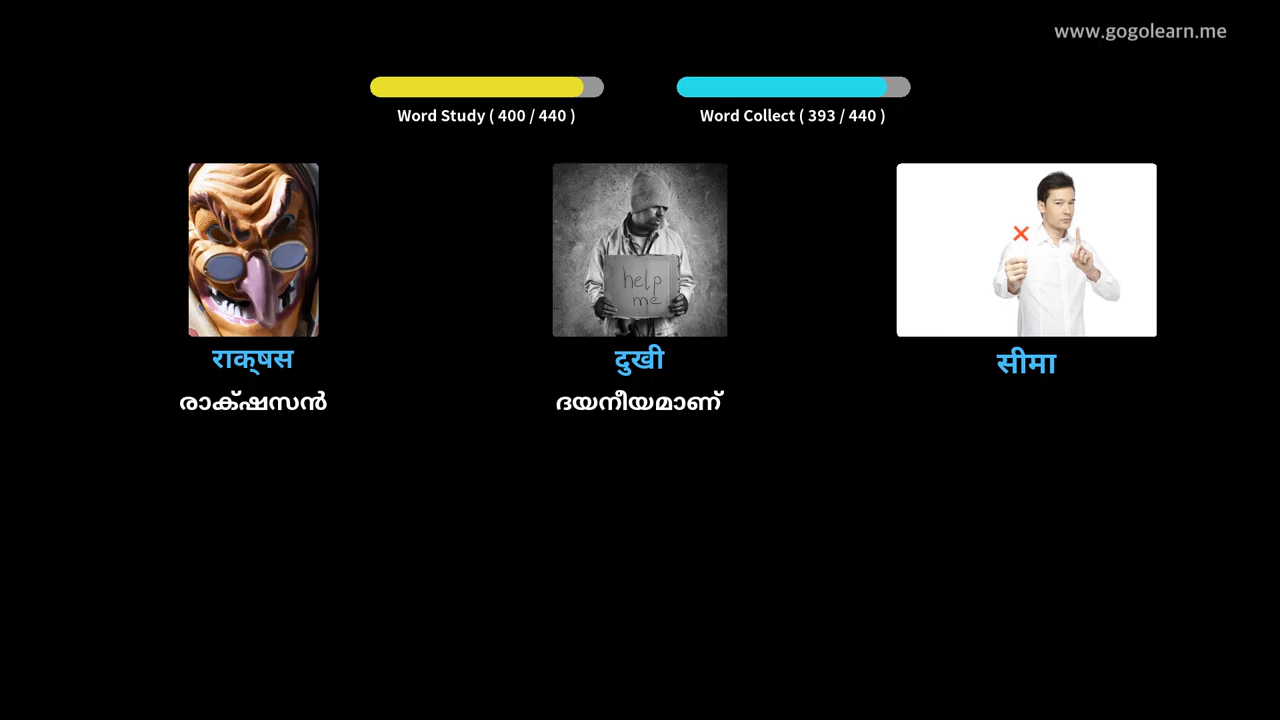 www.gogolearn.me
Word Study ( 400 / 440 )
Word Collect ( 393 / 440 )
help
me
राक्षस
दुखी
सीमा
രാക്ഷസൻ
ദയനീയമാണ്